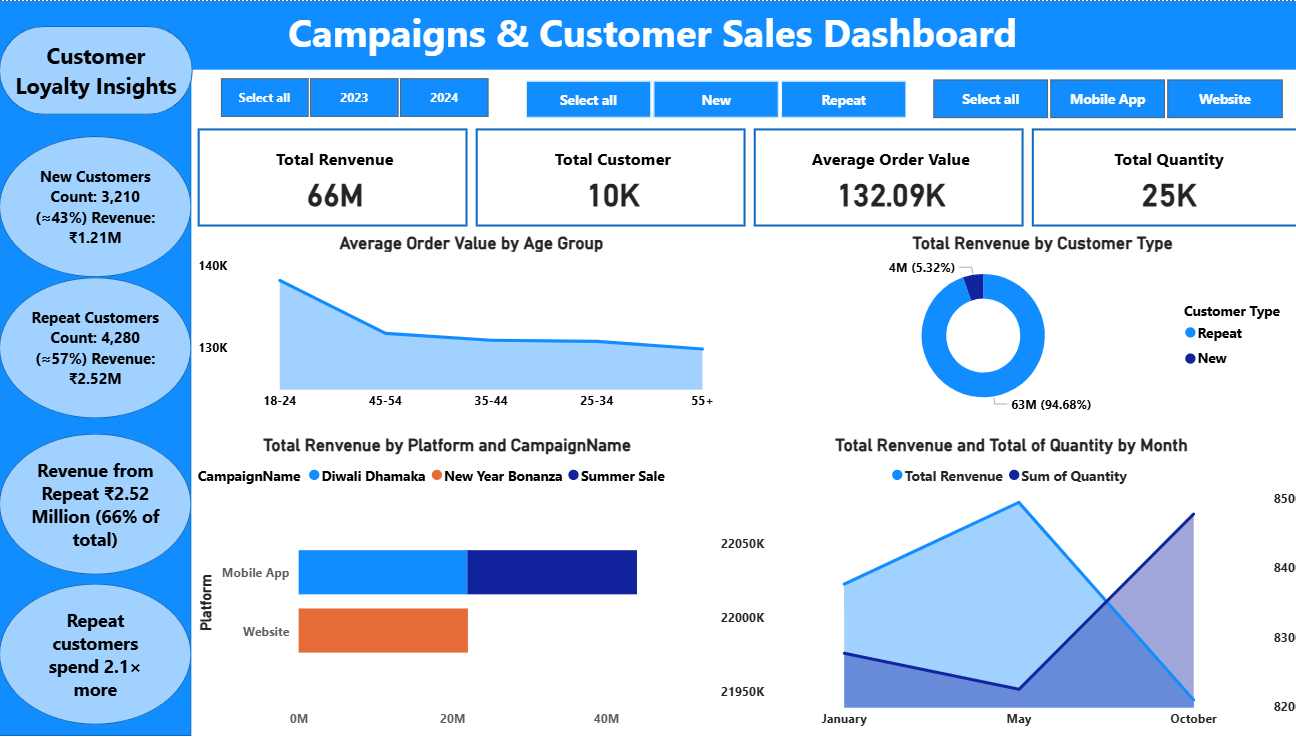 Campaigns & Customer Sales Dashboard
Customer
Loyalty Insights
Select all
2023
2024
Select all
New
Repeat
Select all
Mobile App
Website
New Customers
Count: 3,210
(≈43%) Revenue:
₹1.21M
Repeat Customers
Count: 4,280
(≈57%) Revenue:
₹2.52M
Revenue from
Repeat ₹2.52
Million (66% of
total)
Repeat
customers
spend 2.1×
more
Total Renvenue
66M
Total Customer
10K
Average Order Value
132.09K
Total Quantity
25K
Average Order Value by Age Group
140K
130K
18-24
45-54
35-44
25-34
55+
Total Renvenue by Customer Type
4M (5.32%)
63M (94.68%)
Customer Type
Repeat
New
Total Renvenue by Platform and CampaignName
CampaignName
Diwali Dhamaka
New Year Bonanza
Summer Sale
Platform
Mobile App
Website
0M
20M
40M
Total Renvenue and Total of Quantity by Month
Total Renvenue
Sum of Quantity
22050K
22000K
21950K
8500
8400
8300
8200
January
May
October